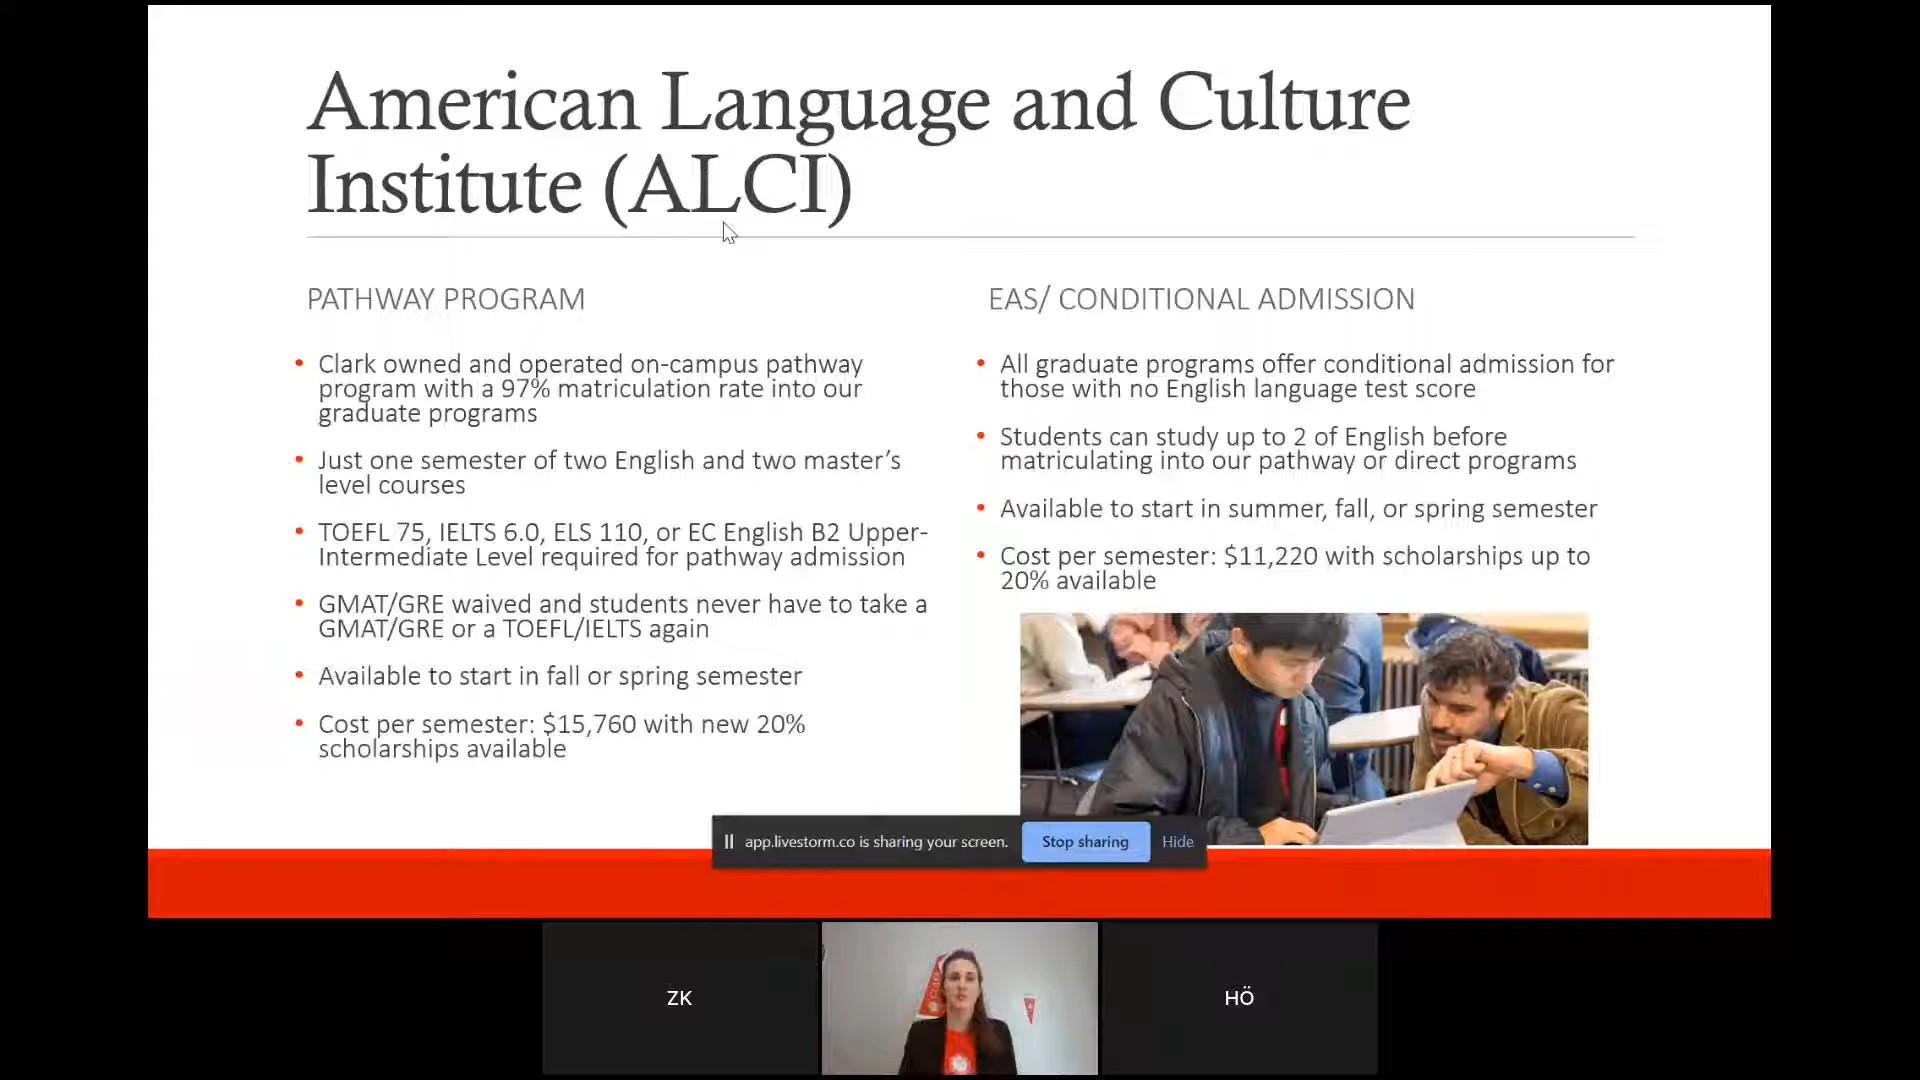 American Language and Culture
Institute (ALCI)
PATHWAY PROGRAM
• Clark owned and operated on-campus pathway
program with a 97% matriculation rate into our
graduate programs
• Just one semester of two English and two master’s
level courses
• TOEFL 75, IELTS 6.0, ELS 110, or EC English B2 Upper-
Intermediate Level required for pathway admission
• GMAT/GRE waived and students never have to take a
GMAT/GRE or a TOEFL/IELTS again
• Available to start in fall or spring semester
• Cost per semester: $15,760 with new 20%
scholarships available
EAS/ CONDITIONAL ADMISSION
• All graduate programs offer conditional admission for
those with no English language test score
• Students can study up to 2 of English before
matriculating into our pathway or direct programs
• Available to start in summer, fall, or spring semester
• Cost per semester: $11,220 with scholarships up to
20% available
app.livestorm.co is sharing your screen.
Stop sharing
Hide
ZK
HÖ